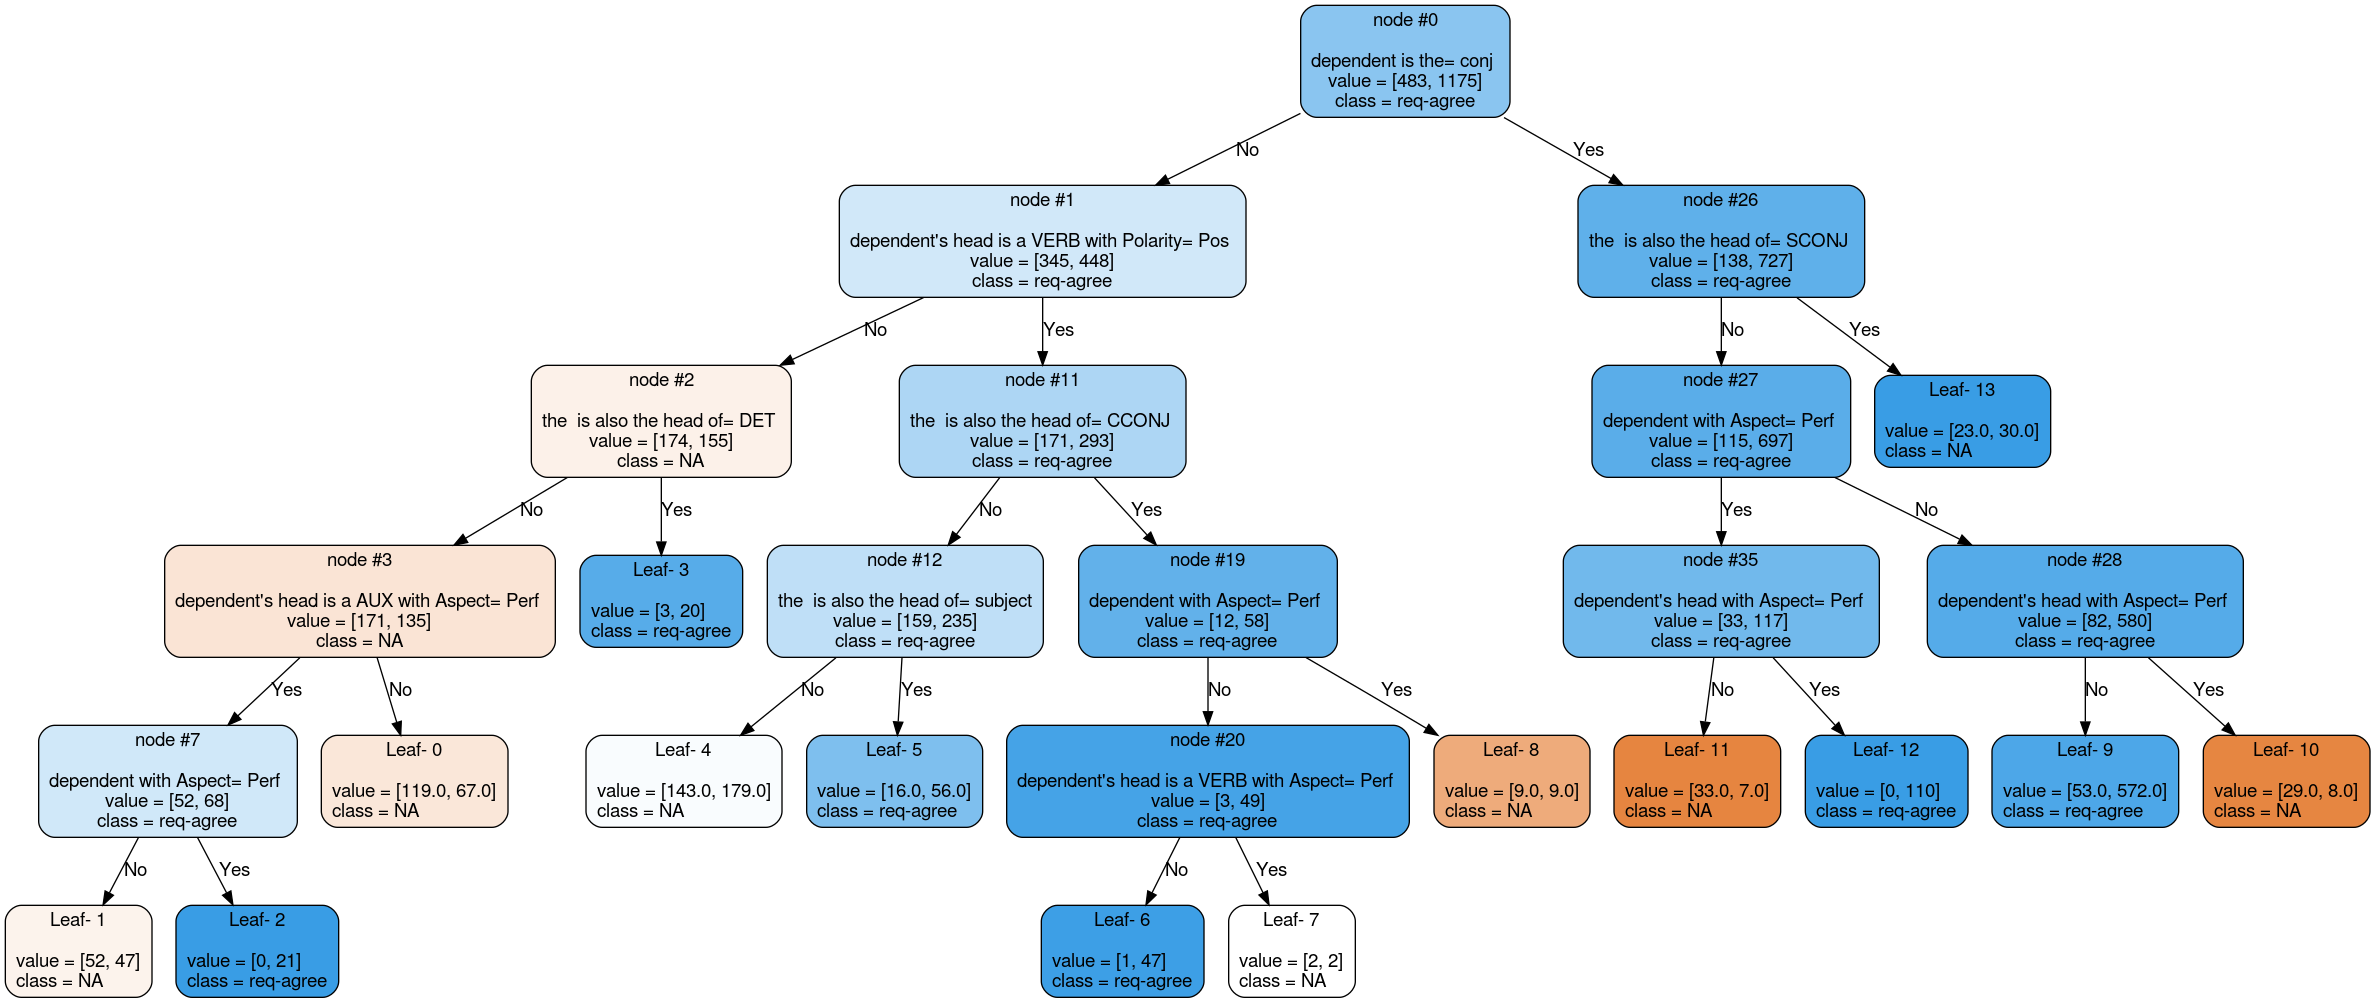 node #0
dependent is the= conj
value = [483, 1175]
class = req-agree
No
Yes
node #1
dependent's head is a VERB with Polarity= Pos
value = [345, 448]
class = req-agree
node #26
the  is also the head of= SCONJ
value = [138, 727]
class = req-agree
No
Yes
No
Yes
node #2
the  is also the head of= DET
value = [174, 155]
class = NA
node #11
the  is also the head of= CCONJ
value = [171, 293]
class = req-agree
node #27
dependent with Aspect= Perf
value = [115, 697]
class = req-agree
Leaf- 13
value = [23.0, 30.0]
class = NA
No
Yes
No
Yes
Yes
No
node #3
dependent's head is a AUX with Aspect= Perf
value = [171, 135]
class = NA
Leaf- 3
value = [3, 20]
class = req-agree
node #12
the  is also the head of= subject
value = [159, 235]
class = req-agree
node #19
dependent with Aspect= Perf
value = [12, 58]
class = req-agree
node #35
dependent's head with Aspect= Perf
value = [33, 117]
class = req-agree
node #28
dependent's head with Aspect= Perf
value = [82, 580]
class = req-agree
Yes
No
No
Yes
No
Yes
No
Yes
No
Yes
node #7
dependent with Aspect= Perf
value = [52, 68]
class = req-agree
Leaf- 0
value = [119.0, 67.0]
class = NA
Leaf- 4
value = [143.0, 179.0]
class = NA
Leaf- 5
value = [16.0, 56.0]
class = req-agree
node #20
dependent's head is a VERB with Aspect= Perf
value = [3, 49]
class = req-agree
Leaf- 8
value = [9.0, 9.0]
class = NA
Leaf- 11
value = [33.0, 7.0]
class = NA
Leaf- 12
value = [0, 110]
class = req-agree
Leaf- 9
value = [53.0, 572.0]
class = req-agree
Leaf- 10
value = [29.0, 8.0]
class = NA
No
Yes
No
Yes
Leaf- 1
value = [52, 47]
class = NA
Leaf- 2
value = [0, 21]
class = req-agree
Leaf- 6
value = [1, 47]
class = req-agree
Leaf- 7
value = [2, 2]
class = NA